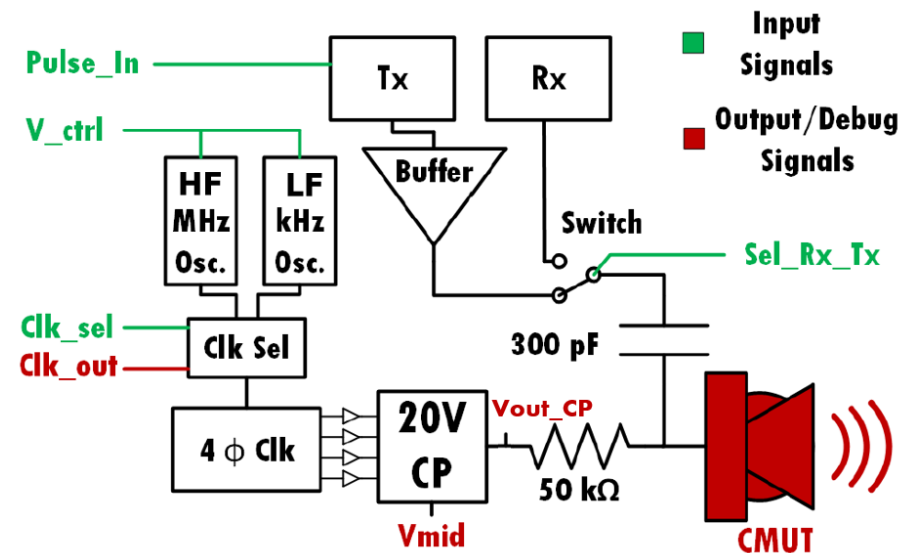 Pulse_In
Tx
Rx
Input
Signals
Output/Debug
Signals
V_ctrl
Buffer
HF
MHz
Osc.
LF
kHz
Osc.
Switch
Sel_Rx_Tx
Clk_sel
Clk_out
Clk Sel
300 pF
4 ϕ Clk
20V
CP
Vout_CP
50 kΩ
Vmid
CMUT